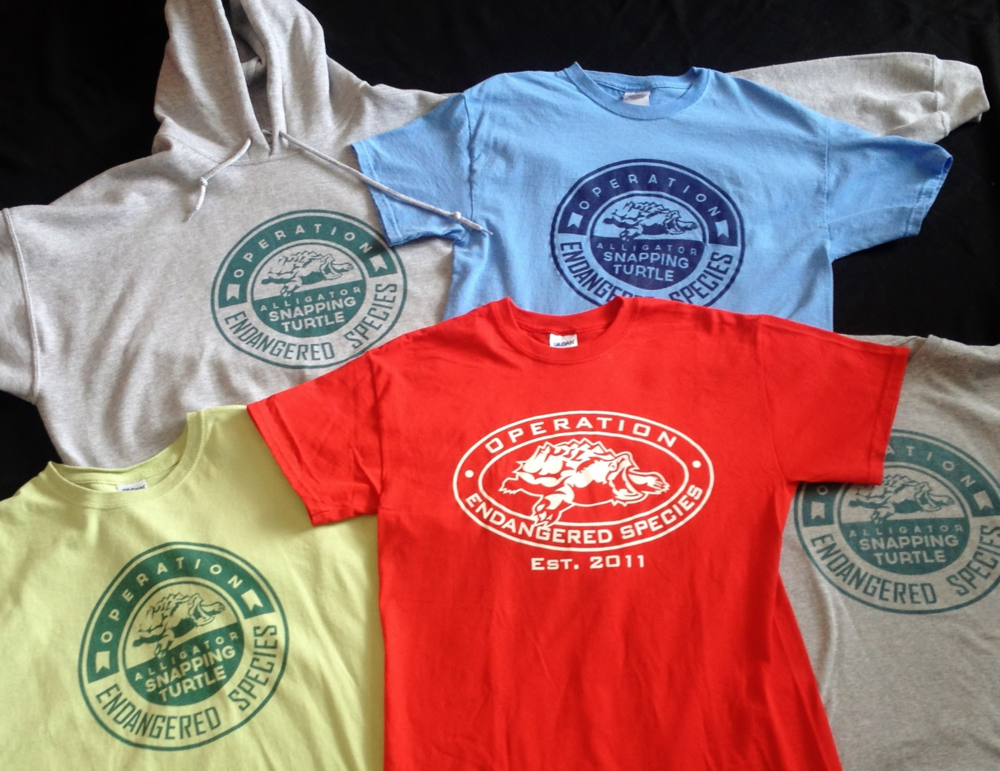 OPERATION
ALLIGATOR
SNAPPING
TURTLE
ENDANGERED SPECIES
OPERATION
ALLIGATOR
SNAPPING
TURTLE
ENDANGERED SPECIES
GILDAN
OPERATION
ENDANGERED SPECIES
EST. 2011
OPERATION
ALLIGATOR
SNAPPING
TURTLE
ENDANGERED SPECIES
ATION
ALLIGATOR
SNAPPING
TURTLE
ENDANGERED SPECIES